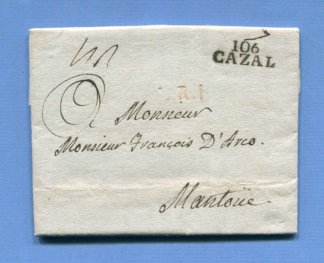 106
CAZAL
A Monsieur
Monsieur François D'Arco.
Mantoüe.